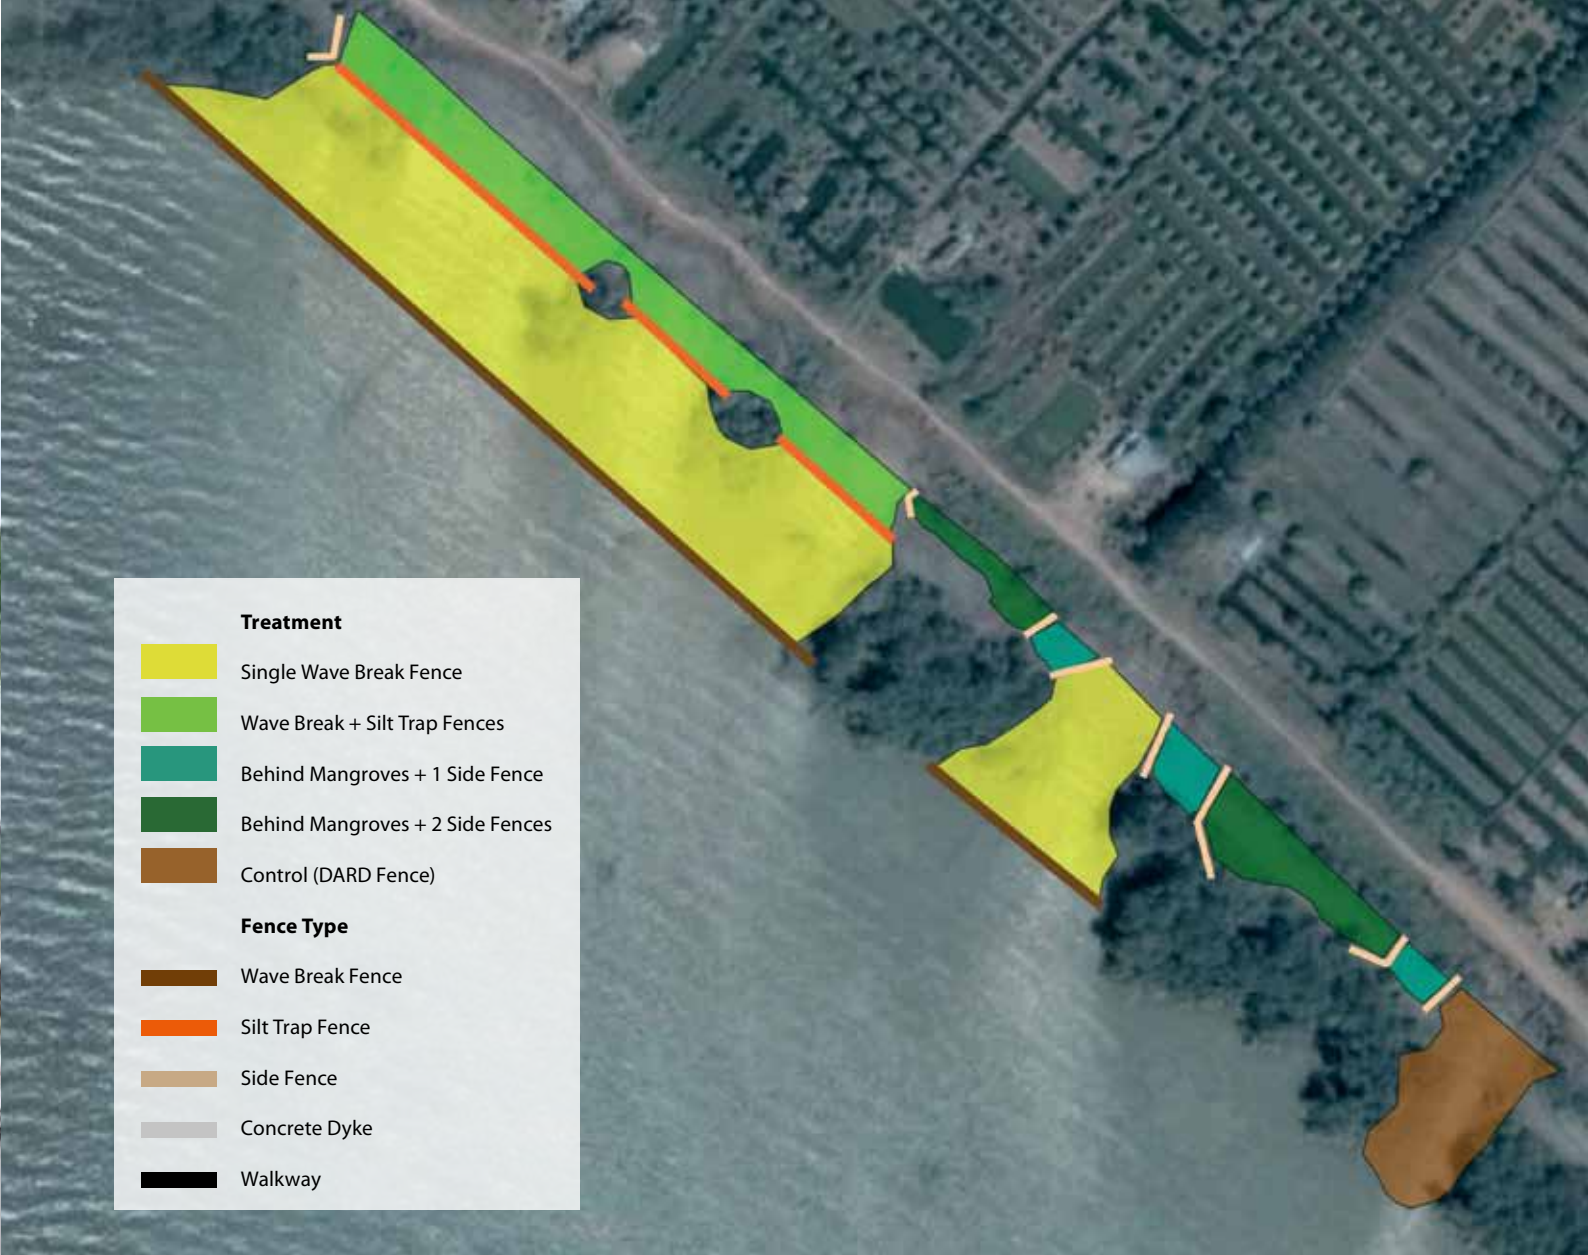 Treatment
Single Wave Break Fence
Wave Break + Silt Trap Fences
Behind Mangroves + 1 Side Fence
Behind Mangroves + 2 Side Fences
Control (DARD Fence)
Fence Type
Wave Break Fence
Silt Trap Fence
Side Fence
Concrete Dyke
Walkway